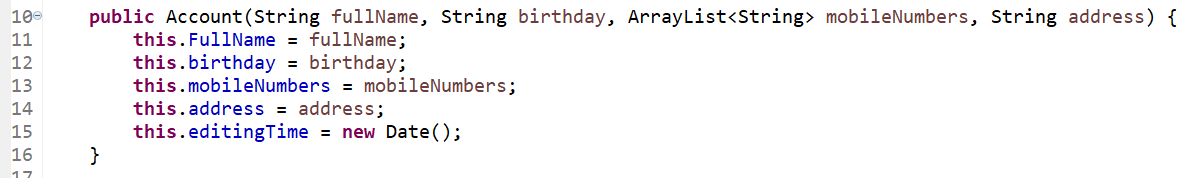 10 public Account(String fullName, String birthday, ArrayList<String> mobileNumbers, String address) {
11 this.FullName = fullName;
12 this.birthday = birthday;
13 this.mobileNumbers = mobileNumbers;
14 this.address = address;
15 this.editingTime = new Date();
16 }
17